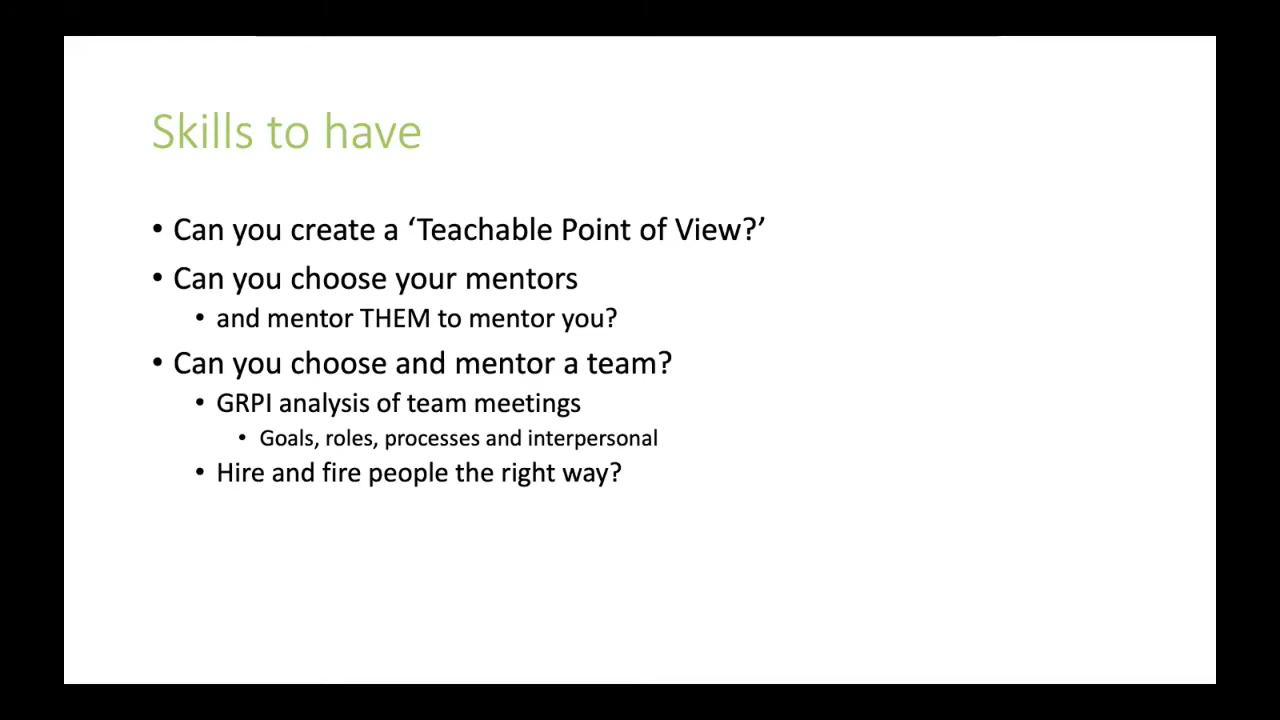 Skills to have
• Can you create a ‘Teachable Point of View?’
• Can you choose your mentors
• and mentor THEM to mentor you?
• Can you choose and mentor a team?
• GRPI analysis of team meetings
• Goals, roles, processes and interpersonal
• Hire and fire people the right way?